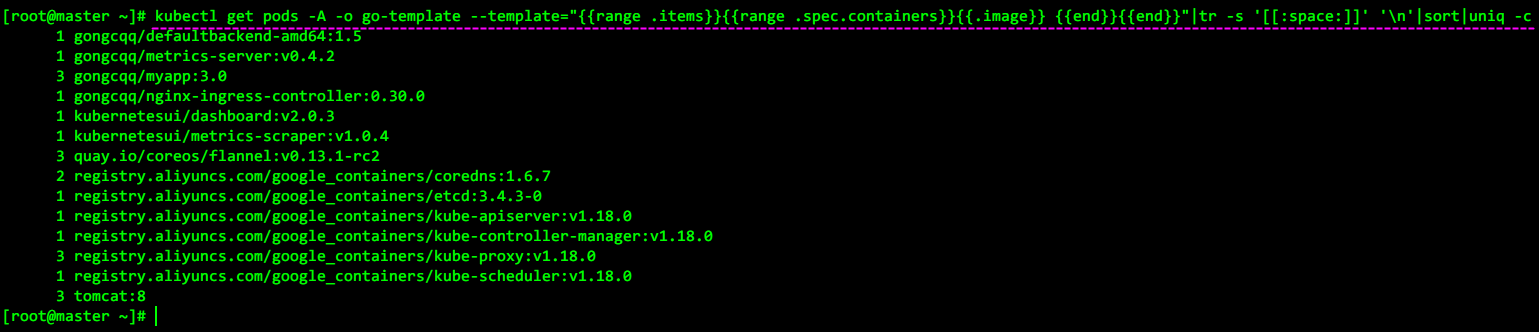 [root@master ~]# kubectl get pods -A -o go-template --template="{{range .items}}{{range .spec.containers}}{{.image}} {{end}}{{end}}"|tr -s '[[:space:]]' '\n'|sort|uniq -c
1 gongcqq/defaultbackend-amd64:1.5
1 gongcqq/metrics-server:v0.4.2
3 gongcqq/myapp:3.0
1 gongcqq/nginx-ingress-controller:0.30.0
1 kubernetesui/dashboard:v2.0.3
1 kubernetesui/metrics-scraper:v1.0.4
3 quay.io/coreos/flannel:v0.13.1-rc2
2 registry.aliyuncs.com/google_containers/coredns:1.6.7
1 registry.aliyuncs.com/google_containers/etcd:3.4.3-0
1 registry.aliyuncs.com/google_containers/kube-apiserver:v1.18.0
1 registry.aliyuncs.com/google_containers/kube-controller-manager:v1.18.0
3 registry.aliyuncs.com/google_containers/kube-proxy:v1.18.0
1 registry.aliyuncs.com/google_containers/kube-scheduler:v1.18.0
3 tomcat:8
[root@master ~]#